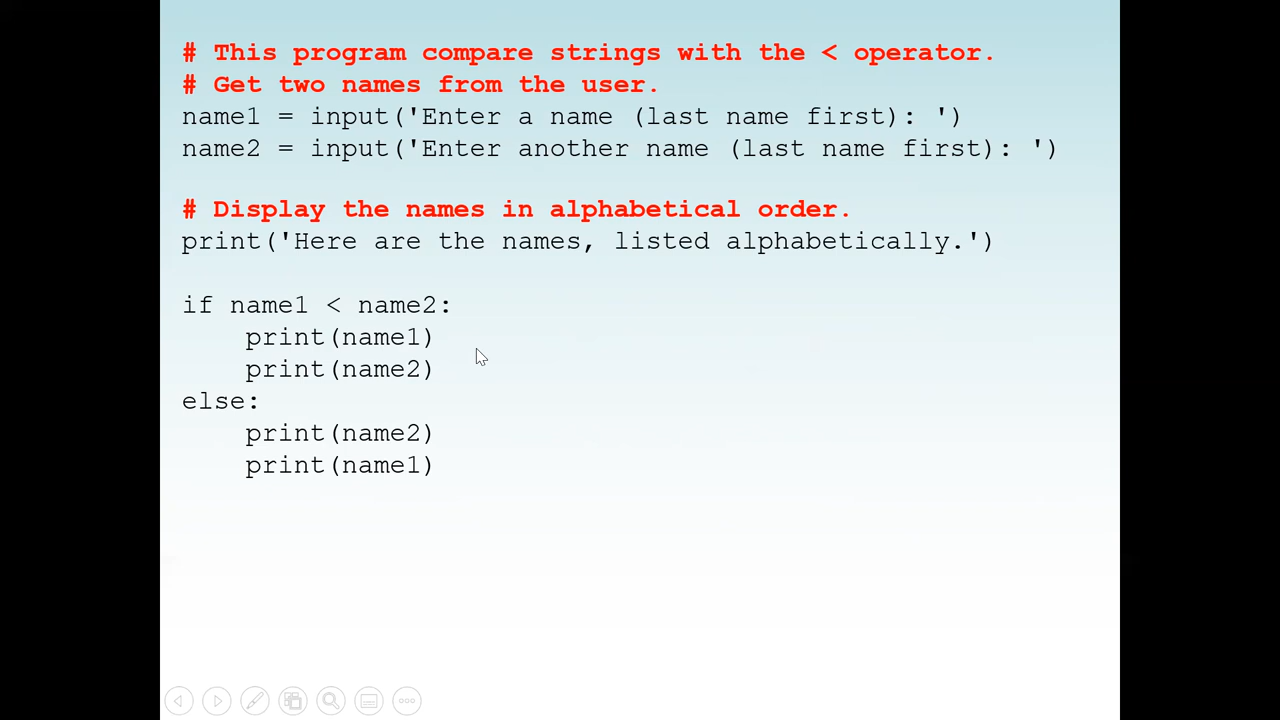 # This program compare strings with the < operator.
# Get two names from the user.
name1 = input('Enter a name (last name first): ')
name2 = input('Enter another name (last name first): ')
# Display the names in alphabetical order.
print('Here are the names, listed alphabetically.')
if name1 < name2:
    print(name1)
    print(name2)
else:
    print(name2)
    print(name1)